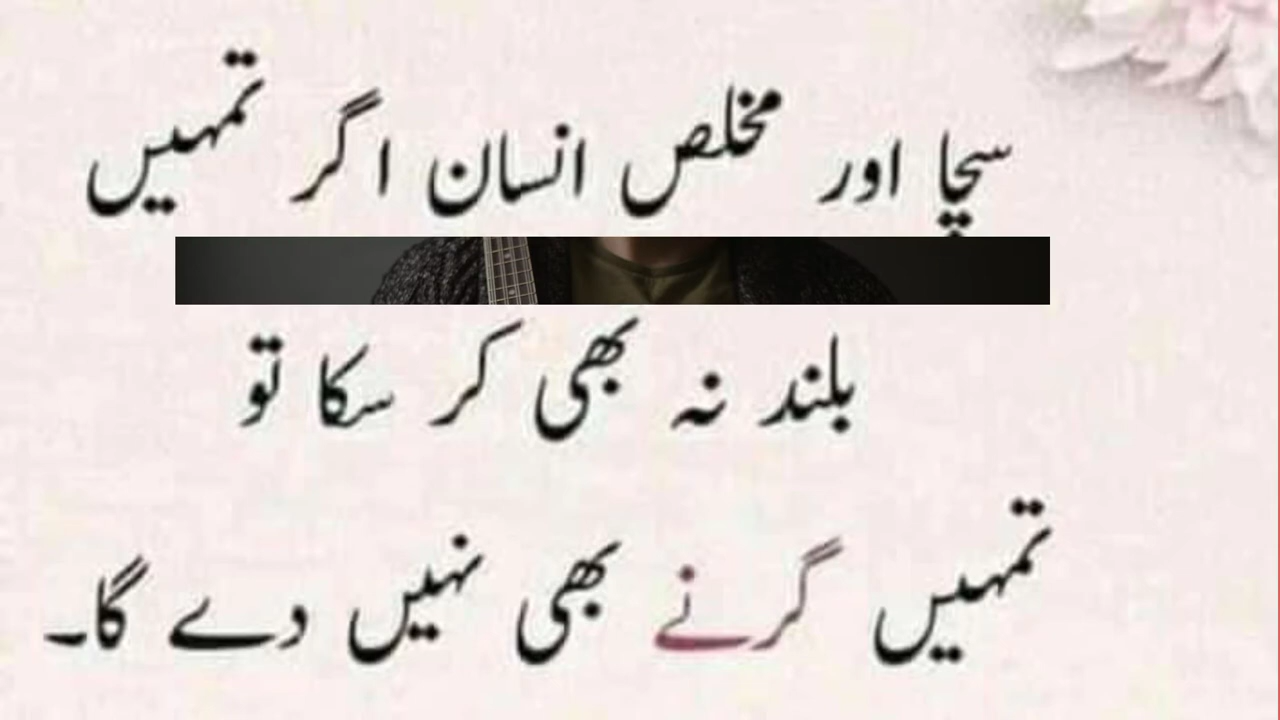 سچا اور مخلص انسان اگر تمہیں
بلند نہ بھی کر سکا تو
تمہیں گرنے بھی نہیں دے گا۔